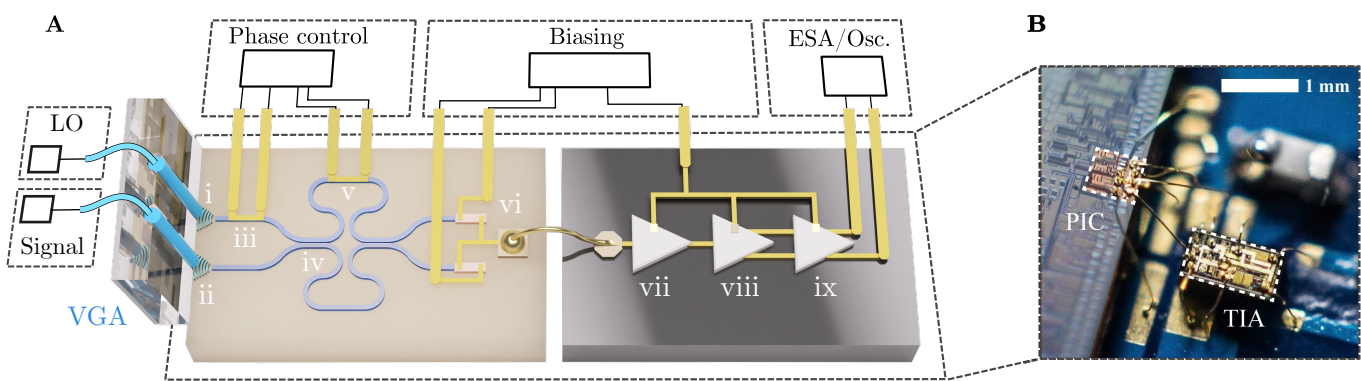 A
B
Phase control
Biasing
ESA/Osc.
LO
Signal
VGA
i
ii
iii
iv
v
vi
vii
viii
ix
1 mm
PIC
TIA